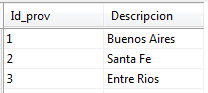 Id_prov Descripcion
1 Buenos Aires
2 Santa Fe
3 Entre Rios